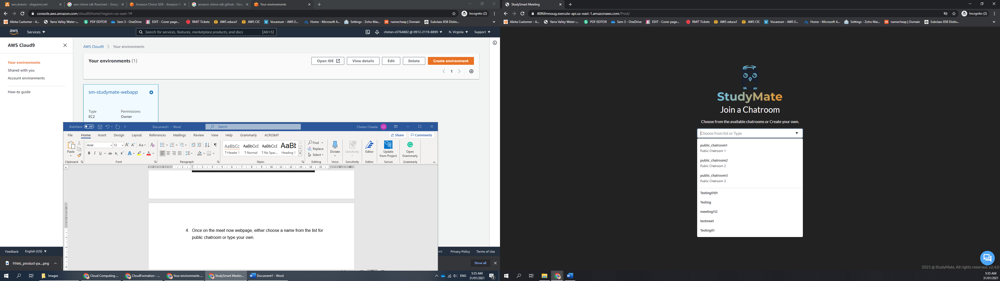 aws.drawio - diagrams.net
aws chime sdk flowchart - Googl
Amazon Chime SDK - Amazon W
amazon chime sdk github - Goo
Your environments
console.aws.amazon.com/cloud9/home?region=us-east-1#
Incognito (2)
Alinta Customer - A...
Yarra Valley Water :...
PDF EDITOR
Sem 3 - OneDrive
EDIT - Cover page...
RMIT Tickets
AWS educa1
AWS CIC
Vocareum - AWS E...
Home - Microsoft A...
Settings - Zoho Mai...
namecheap | Domain
Subclass 858 Distin...
aws
Services
Search for services, features, marketplace products, and docs
[Alt+S]
chetan-s3764882 @ 0912-2119-8899
N. Virginia
Support
AWS Cloud9
Your environments
Shared with you
Account environments
How-to guide
AWS Cloud9
Your environments
Your environments (1)
Open IDE
View details
Edit
Delete
Create environment
1
sm-studymate-webapp
Type
EC2
Permissions
Owner
AutoSave
Off
Document1 - Word
Search
Chetan Chawla
CC
File
Home
Insert
Design
Layout
References
Mailings
Review
View
Help
Grammarly
ACROBAT
Share
Comments
Paste
Arial
12
Aa
B I U ab x₂ x² A
AaBbCc
AaBbCcI
AaBbCcI
AaBb
¶ Header 1
¶ Normal
¶ No Spac...
Heading 1
Find
Replace
Select
Dictate
Sensitivity
Editor
Update
from Project
Open
Grammarly
Clipboard
Font
Paragraph
Styles
Editing
Voice
Sensitivity
Editor
Sensei
Grammarly
4. Once on the meet now webpage, either choose a name from the list for
public chatroom or type your own.
Feedback
English (US)
Privacy Policy
Terms of Use
FINAL_product-pa....png
Show all
Images
Cloud Computing ...
CloudFormation - ...
Your environments ...
StudySmart Meetin...
Document1 - Word
ENG
5:35 AM
31/01/2021
2
StudySmart Meeting
40f6fmnoug.execute-api.us-east-1.amazonaws.com/Prod/
Incognito (2)
Alinta Customer - A...
Yarra Valley Water :...
PDF EDITOR
Sem 3 - OneDrive
EDIT - Cover page...
RMIT Tickets
AWS educa1
AWS CIC
Vocareum - AWS E...
Home - Microsoft A...
Settings - Zoho Mai...
namecheap | Domain
Subclass 858 Distin...
StudyMate
Join a Chatroom
Choose from the available chatrooms or Create your own.
Choose from list or Type
public_chatroom1
Public Chatroom 1
public_chatroom2
Public Chatroom 2
public_chatroom3
Public Chatroom 3
Testing0101
Testing
meeting112
testmeet
Testing01
2021 @ StudyMate. All rights reserved. v2.4.0
5:35 AM
31/01/2021